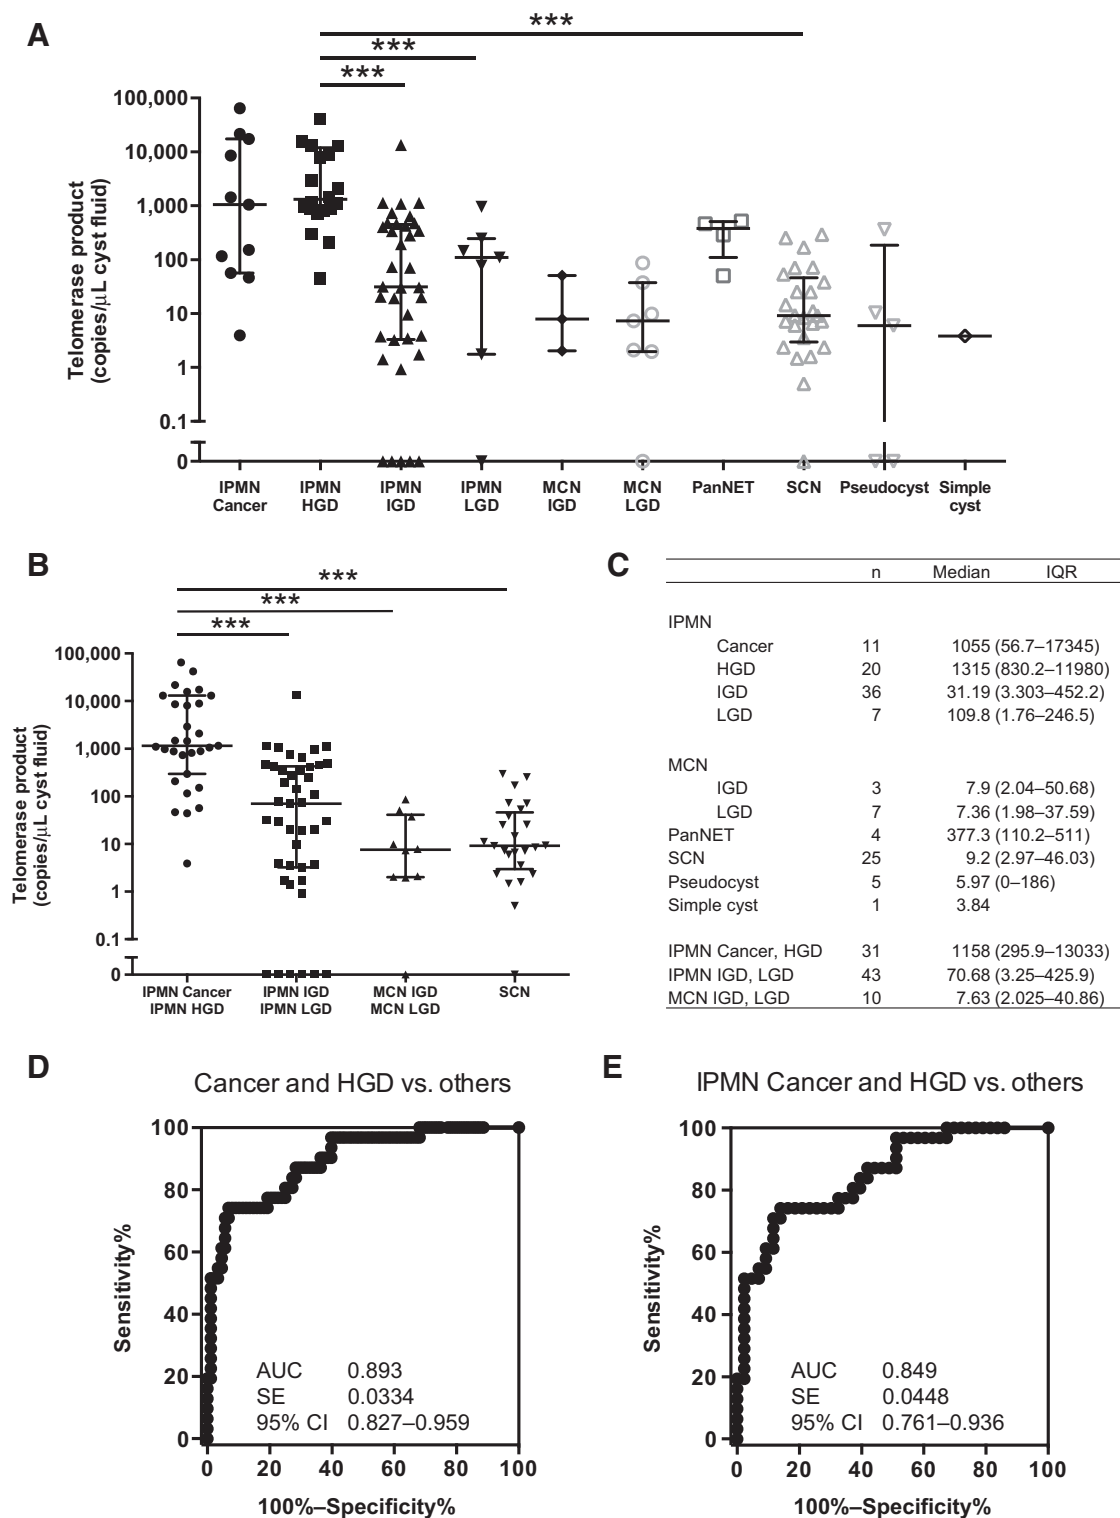 A
***
***
***
Telomerase product
(copies/μL cyst fluid)
100,000
10,000
1,000
100
10
1
0.1
0
IPMN Cancer
IPMN HGD
IPMN IGD
IPMN LGD
MCN IGD
MCN LGD
PanNET
SCN
Pseudocyst
Simple cyst
B
***
***
***
Telomerase product
(copies/μL cyst fluid)
100,000
10,000
1,000
100
10
1
0.1
0
IPMN Cancer
IPMN HGD
IPMN IGD
IPMN LGD
MCN IGD
MCN LGD
SCN
C
n Median IQR
IPMN
Cancer 11 1055 (56.7–17345)
HGD 20 1315 (830.2–11980)
IGD 36 31.19 (3.303–452.2)
LGD 7 109.8 (1.76–246.5)
MCN
IGD 3 7.9 (2.04–50.68)
LGD 7 7.36 (1.98–37.59)
PanNET 4 377.3 (110.2–511)
SCN 25 9.2 (2.97–46.03)
Pseudocyst 5 5.97 (0–186)
Simple cyst 1 3.84
IPMN Cancer, HGD 31 1158 (295.9–13033)
IPMN IGD, LGD 43 70.68 (3.25–425.9)
MCN IGD, LGD 10 7.63 (2.025–40.86)
D
Cancer and HGD vs. others
Sensitivity%
100
80
60
40
20
0
AUC 0.893
SE 0.0334
95% CI 0.827–0.959
0 20 40 60 80 100
100%–Specificity%
E
IPMN Cancer and HGD vs. others
Sensitivity%
100
80
60
40
20
0
AUC 0.849
SE 0.0448
95% CI 0.761–0.936
0 20 40 60 80 100
100%–Specificity%